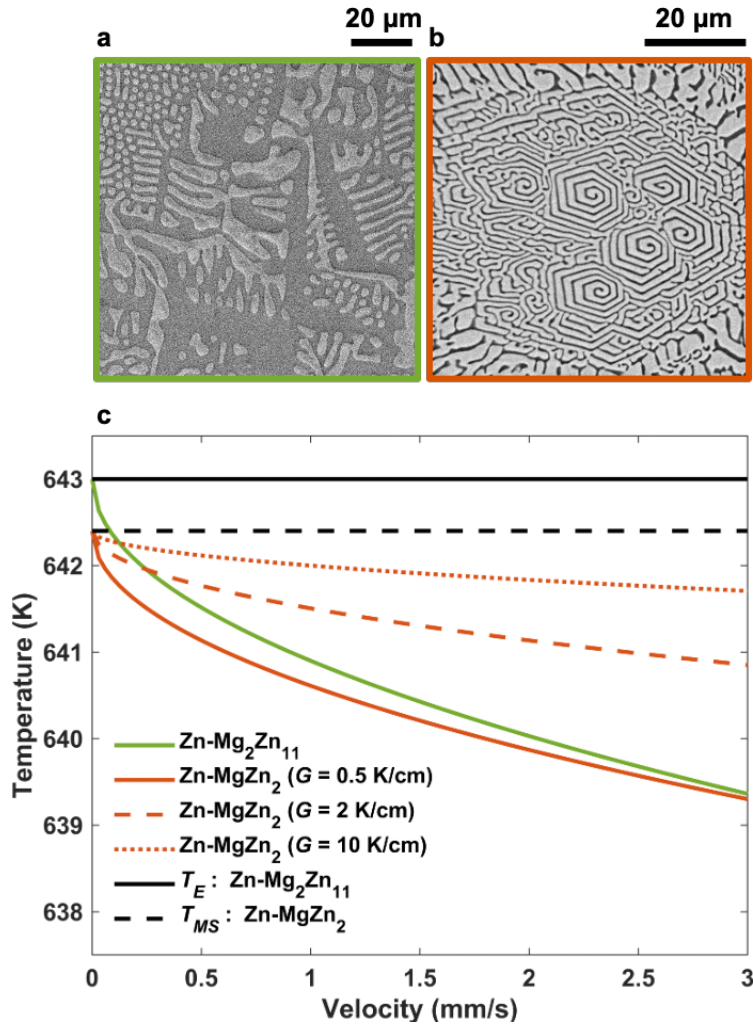 20 µm 20 µm
a b
c
643
642
641
640
639
638
Temperature (K)
Zn-Mg2Zn11
Zn-MgZn2 (G = 0.5 K/cm)
Zn-MgZn2 (G = 2 K/cm)
Zn-MgZn2 (G = 10 K/cm)
TE : Zn-Mg2Zn11
TMS : Zn-MgZn2
0 0.5 1 1.5 2 2.5 3
Velocity (mm/s)